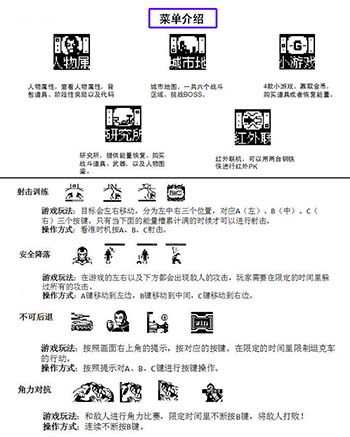 菜单介绍
人物属
城市地
小游戏
人物属性，查看人物属性，背
包道具、阶段性奖励以及代码
城市地图，一共六个战斗
区域，挑战BOSS。
4款小游戏，赢取金币，
购买道具或者恢复能量。
研究所
红外联
研究所，提供能量恢复、购买
战斗道具、武器，以及人物图
鉴。
红外联机，可以用两台钢铁
侠进行红外PK
射击训练
游戏玩法：目标会左右移动，分为左中右三个位置，对应A（左）、B（中）、C（
右）三个按键，只有当下面的能量槽累计满的时候才可以进行射击。
操作方式：看准时机按A、B、C射击。
安全降落
游戏玩法：在游戏的左右以及下方都会出现敌人的攻击，玩家需要在限定的时间里躲
过所有的攻击。
操作方式：A键移动到左边，B键移动到中间，C键移动到右边。
不可后退
游戏玩法：按照画面右上角的提示，按对应的按键，在限定的时间里限制坦克车
的行动。
操作方式：按照提示对A、B、C键进行按键操作。
角力对抗
游戏玩法：和敌人进行角力比赛，限定时间里不断按B键，将敌人打败！
操作方式：连续不断按B键。